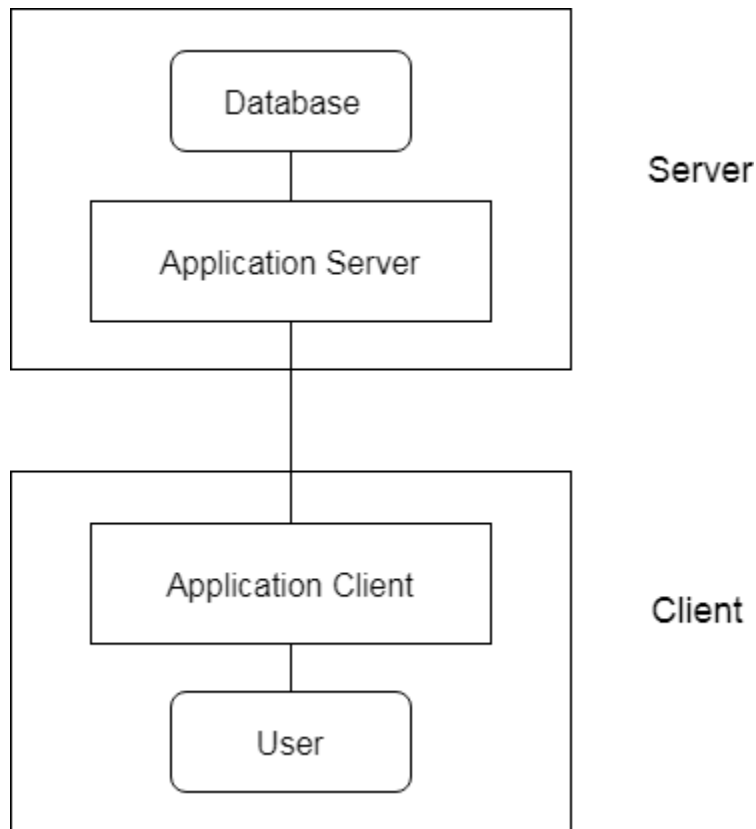 Database
Server
Application Server
Application Client
Client
User